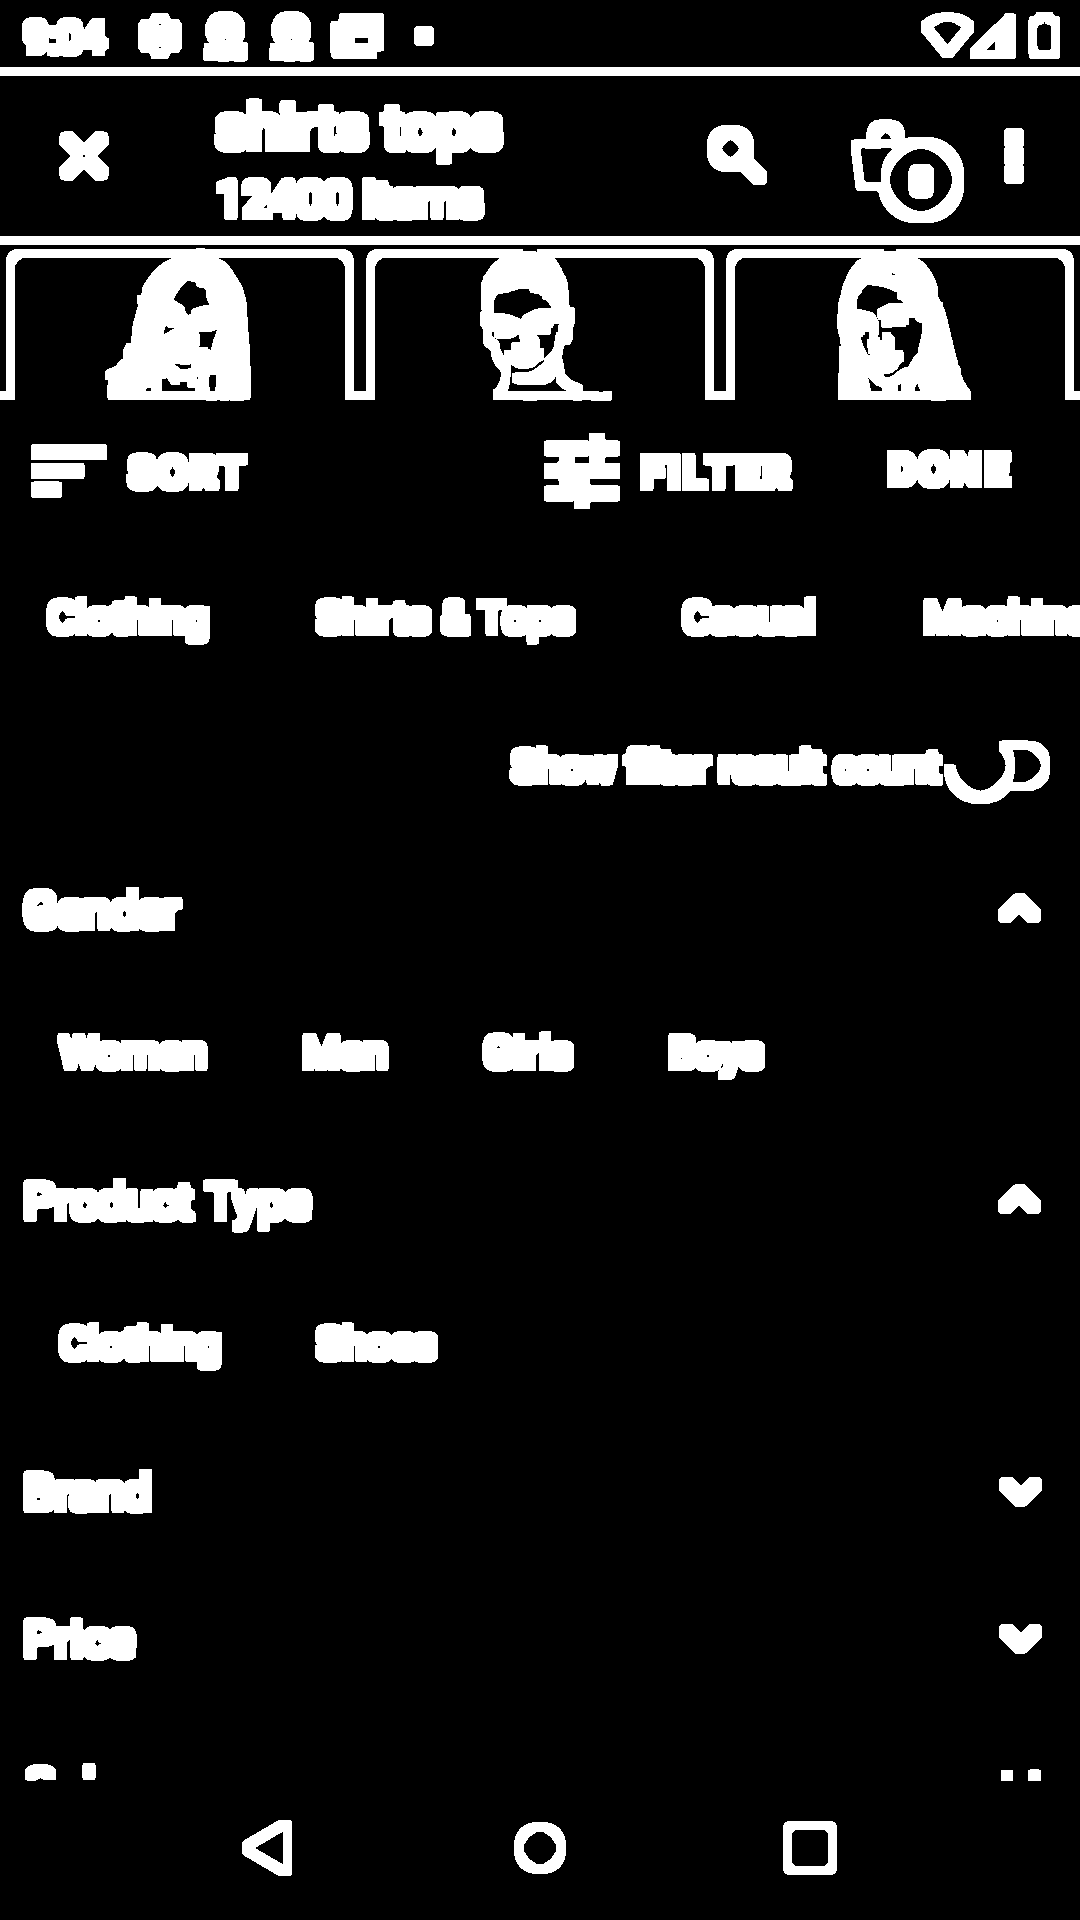 9:04
shirts tops
12400 items
SORT FILTER DONE
Clothing Shirts & Tops Casual Machine
Show filter result count
Gender
Women Men Girls Boys
Product Type
Clothing Shoes
Brand
Price